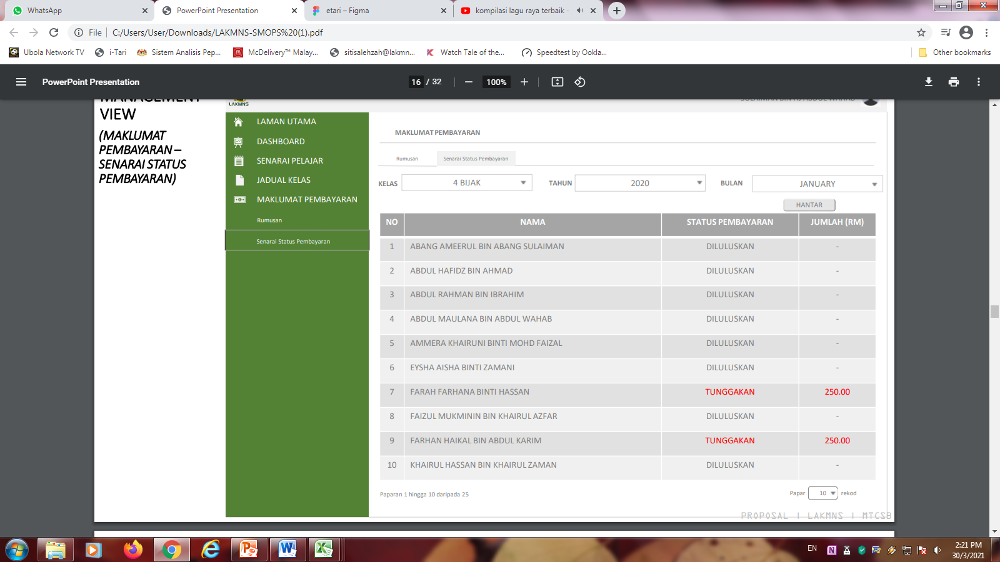 WhatsApp
PowerPoint Presentation
etari – Figma
kompilasi lagu raya terbaik -
File
C:/Users/User/Downloads/LAKMNS-SMOPS%20(1).pdf
Ubola Network TV
i-Tari
Sistem Analisis Pep...
McDelivery™ Malay...
sitisalehzah@lakmn...
Watch Tale of the...
Speedtest by Ookla...
Other bookmarks
PowerPoint Presentation
16 / 32
100%
MANAGEMENT
VIEW
(MAKLUMAT
PEMBAYARAN –
SENARAI STATUS
PEMBAYARAN)
LAKMNS
SULAIMAN BIN HJ ABDUL WAHAB
LAMAN UTAMA
DASHBOARD
SENARAI PELAJAR
JADUAL KELAS
MAKLUMAT PEMBAYARAN
Rumusan
Senarai Status Pembayaran
MAKLUMAT PEMBAYARAN
Rumusan
Senarai Status Pembayaran
KELAS 4 BIJAK TAHUN 2020 BULAN JANUARY
HANTAR
NO NAMA STATUS PEMBAYARAN JUMLAH (RM)
1 ABANG AMEERUL BIN ABANG SULAIMAN DILULUSKAN -
2 ABDUL HAFIDZ BIN AHMAD DILULUSKAN -
3 ABDUL RAHMAN BIN IBRAHIM DILULUSKAN -
4 ABDUL MAULANA BIN ABDUL WAHAB DILULUSKAN -
5 AMMERA KHAIRUNI BINTI MOHD FAIZAL DILULUSKAN -
6 EYSHA AISHA BINTI ZAMANI DILULUSKAN -
7 FARAH FARHANA BINTI HASSAN TUNGGAKAN 250.00
8 FAIZUL MUKMININ BIN KHAIRUL AZFAR DILULUSKAN -
9 FARHAN HAIKAL BIN ABDUL KARIM TUNGGAKAN 250.00
10 KHAIRUL HASSAN BIN KHAIRUL ZAMAN DILULUSKAN -
Paparan 1 hingga 10 daripada 25
Papar 10 rekod
PROPOSAL | LAKMNS | MTCSB
EN
2:21 PM
30/3/2021